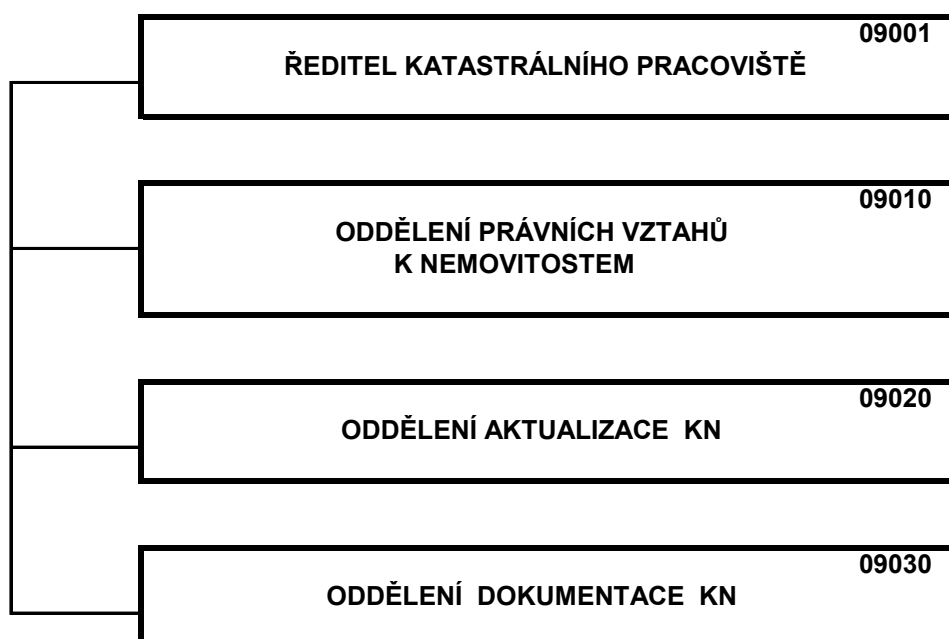 09001
ŘEDITEL KATASTRÁLNÍHO PRACOVIŠTĚ
09010
ODDĚLENÍ PRÁVNÍCH VZTAHŮ
K NEMOVITOSTEM
09020
ODDĚLENÍ AKTUALIZACE KN
09030
ODDĚLENÍ DOKUMENTACE KN